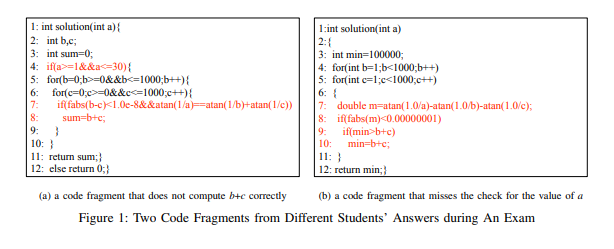 1: int solution(int a){
2: int b,c;
3: int sum=0;
4: if(a>=1&&a<=30){
5: for(b=0;b>=0&&b<=1000;b++){
6: for(c=0;c>=0&&c<=1000;c++){
7: if(fabs(b-c)<1.0e-8&&atan(1/a)==atan(1/b)+atan(1/c))
8: sum=b+c;
9: }
10: }
11: return sum;}
12: else return 0;}
(a) a code fragment that does not compute b+c correctly
1:int solution(int a)
2:{
3: int min=100000;
4: for(int b=1;b<1000;b++)
5: for(int c=1;c<1000;c++)
6: {
7: double m=atan(1.0/a)-atan(1.0/b)-atan(1.0/c);
8: if(fabs(m)<0.00000001)
9: if(min>b+c)
10: min=b+c;
11: }
12: return min;}
(b) a code fragment that misses the check for the value of a
Figure 1: Two Code Fragments from Different Students' Answers during An Exam